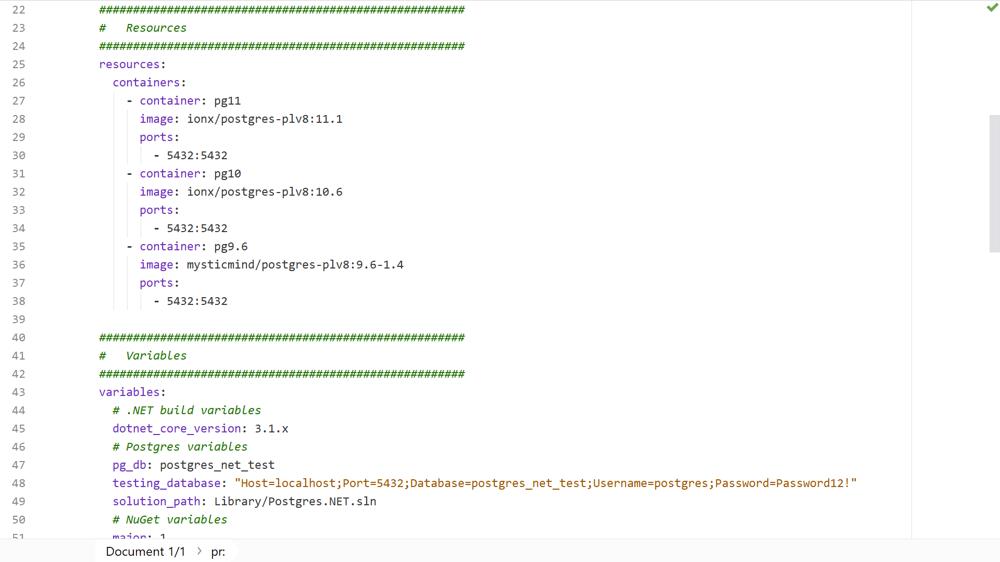 22 ######################################################
23 #   Resources
24 ######################################################
25 resources:
26   containers:
27     - container: pg11
28       image: ionx/postgres-plv8:11.1
29       ports:
30         - 5432:5432
31     - container: pg10
32       image: ionx/postgres-plv8:10.6
33       ports:
34         - 5432:5432
35     - container: pg9.6
36       image: mysticmind/postgres-plv8:9.6-1.4
37       ports:
38         - 5432:5432
39
40 ######################################################
41 #   Variables
42 ######################################################
43 variables:
44   # .NET build variables
45   dotnet_core_version: 3.1.x
46   # Postgres variables
47   pg_db: postgres_net_test
48   testing_database: "Host=localhost;Port=5432;Database=postgres_net_test;Username=postgres;Password=Password12!"
49   solution_path: Library/Postgres.NET.sln
50   # NuGet variables
51   major: 1
Document 1/1 > pr: